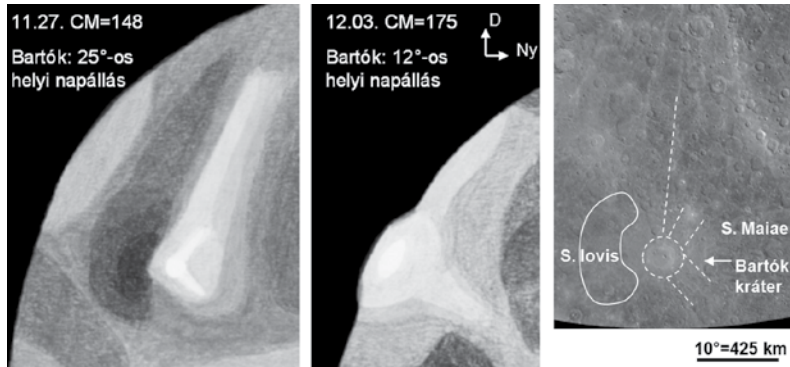 11.27. CM=148
Bartók: 25°-os
helyi napállás
12.03. CM=175
Bartók: 12°-os
helyi napállás
D
Ny
S. Iovis
S. Maiae
Bartók
kráter
10°=425 km